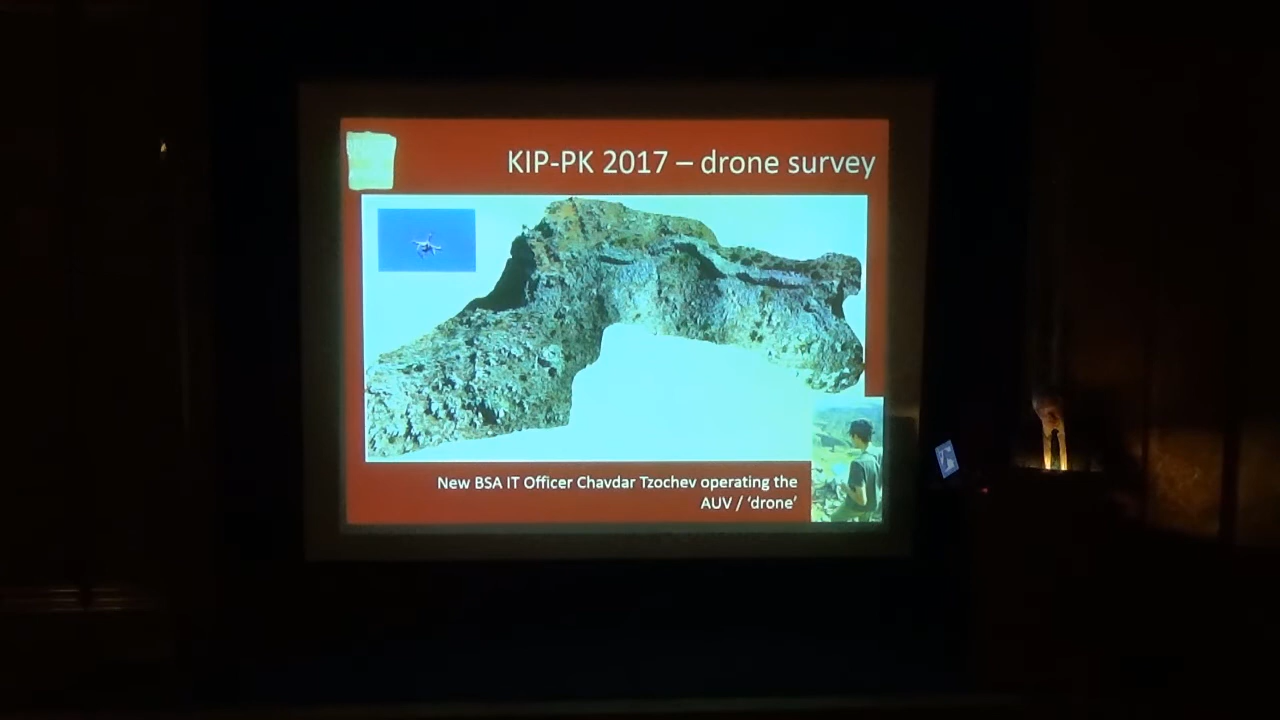 KIP-PK 2017 – drone survey
New BSA IT Officer Chavdar Tzochev operating the
AUV / ‘drone’